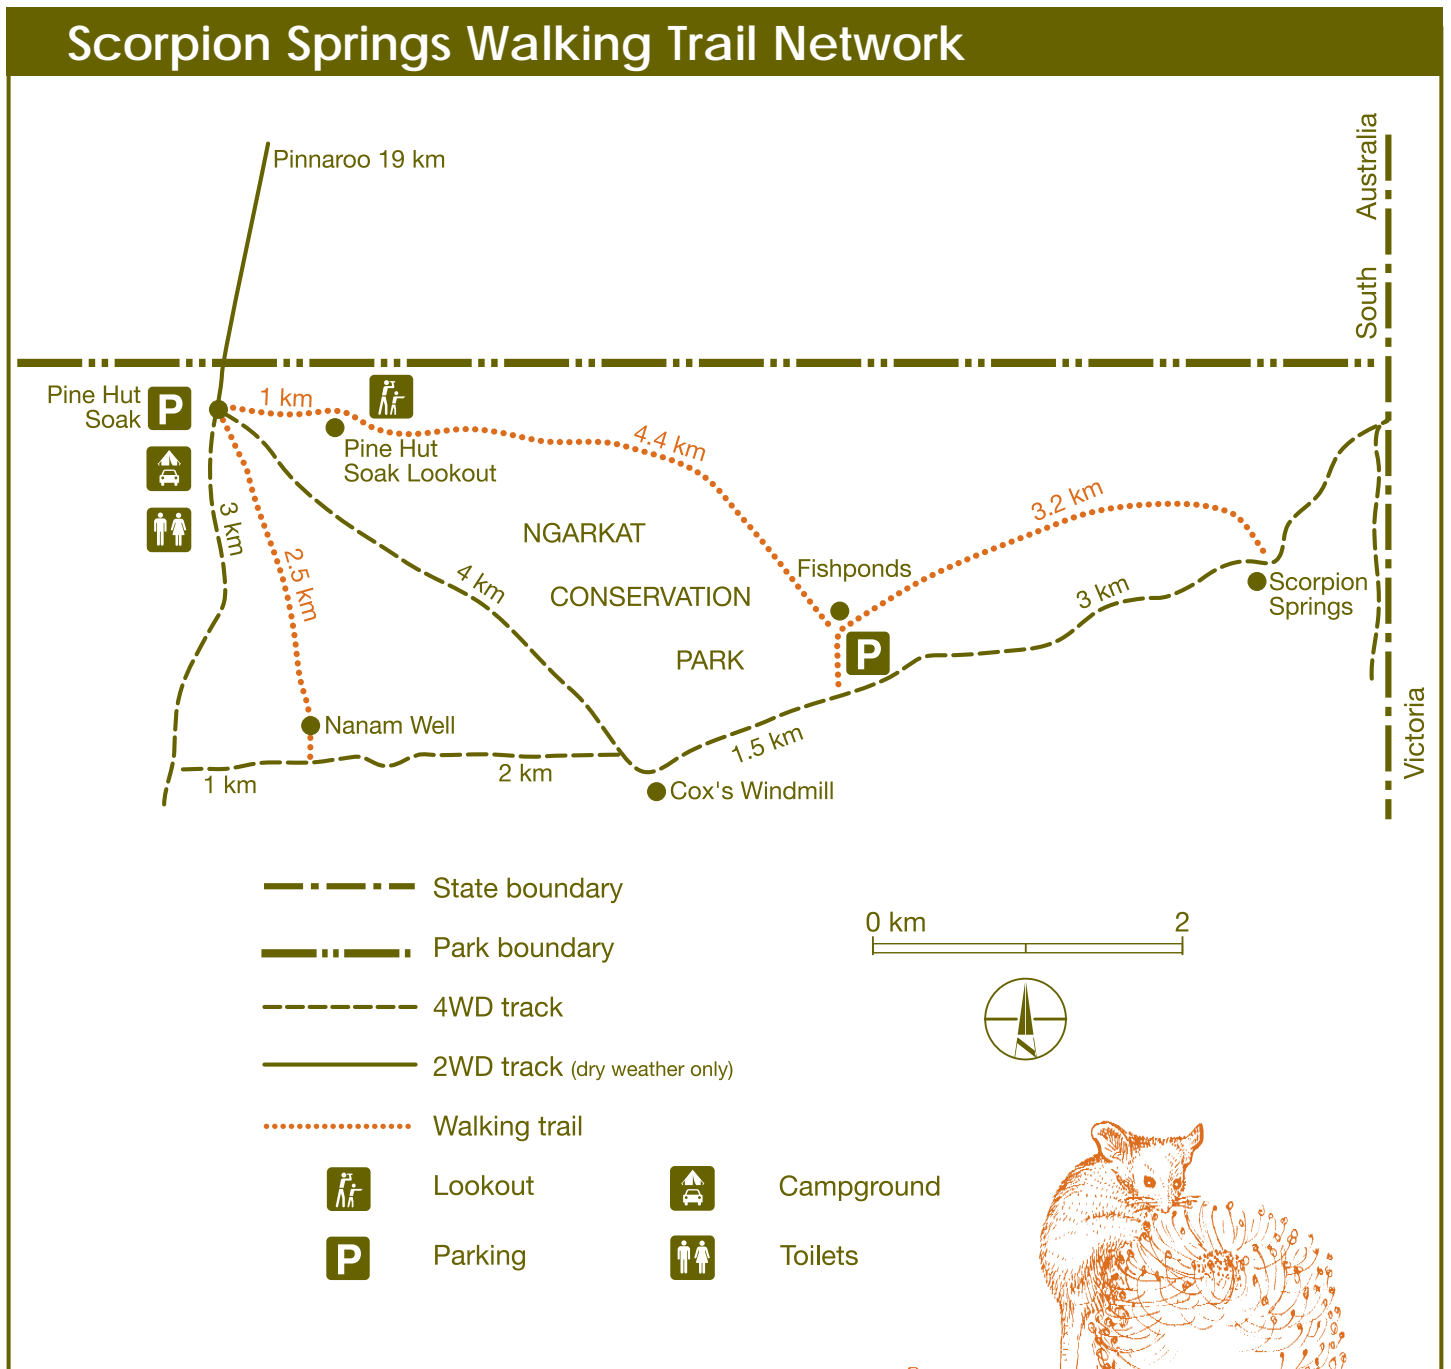 Scorpion Springs Walking Trail Network
Pinnaroo 19 km
South Australia
Pine Hut
Soak
P
1 km
Pine Hut
Soak Lookout
4.4 km
3 km
2.5 km
4 km
NGARKAT
CONSERVATION
PARK
Fishponds
P
3.2 km
3 km
Scorpion
Springs
Nanam Well
1 km
2 km
1.5 km
Cox's Windmill
Victoria
State boundary
Park boundary
4WD track
2WD track (dry weather only)
Walking trail
0 km 2
Lookout
Campground
P Parking
Toilets